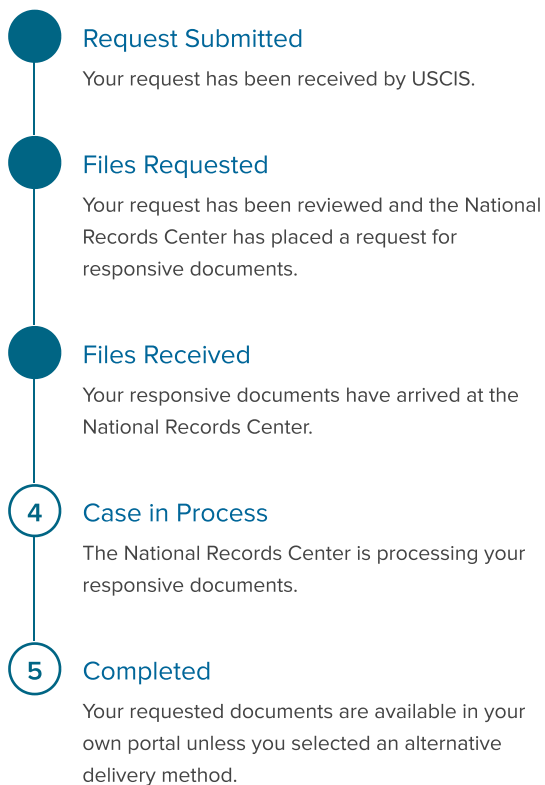 Request Submitted
Your request has been received by USCIS.
Files Requested
Your request has been reviewed and the National
Records Center has placed a request for
responsive documents.
Files Received
Your responsive documents have arrived at the
National Records Center.
4 Case in Process
The National Records Center is processing your
responsive documents.
5 Completed
Your requested documents are available in your
own portal unless you selected an alternative
delivery method.